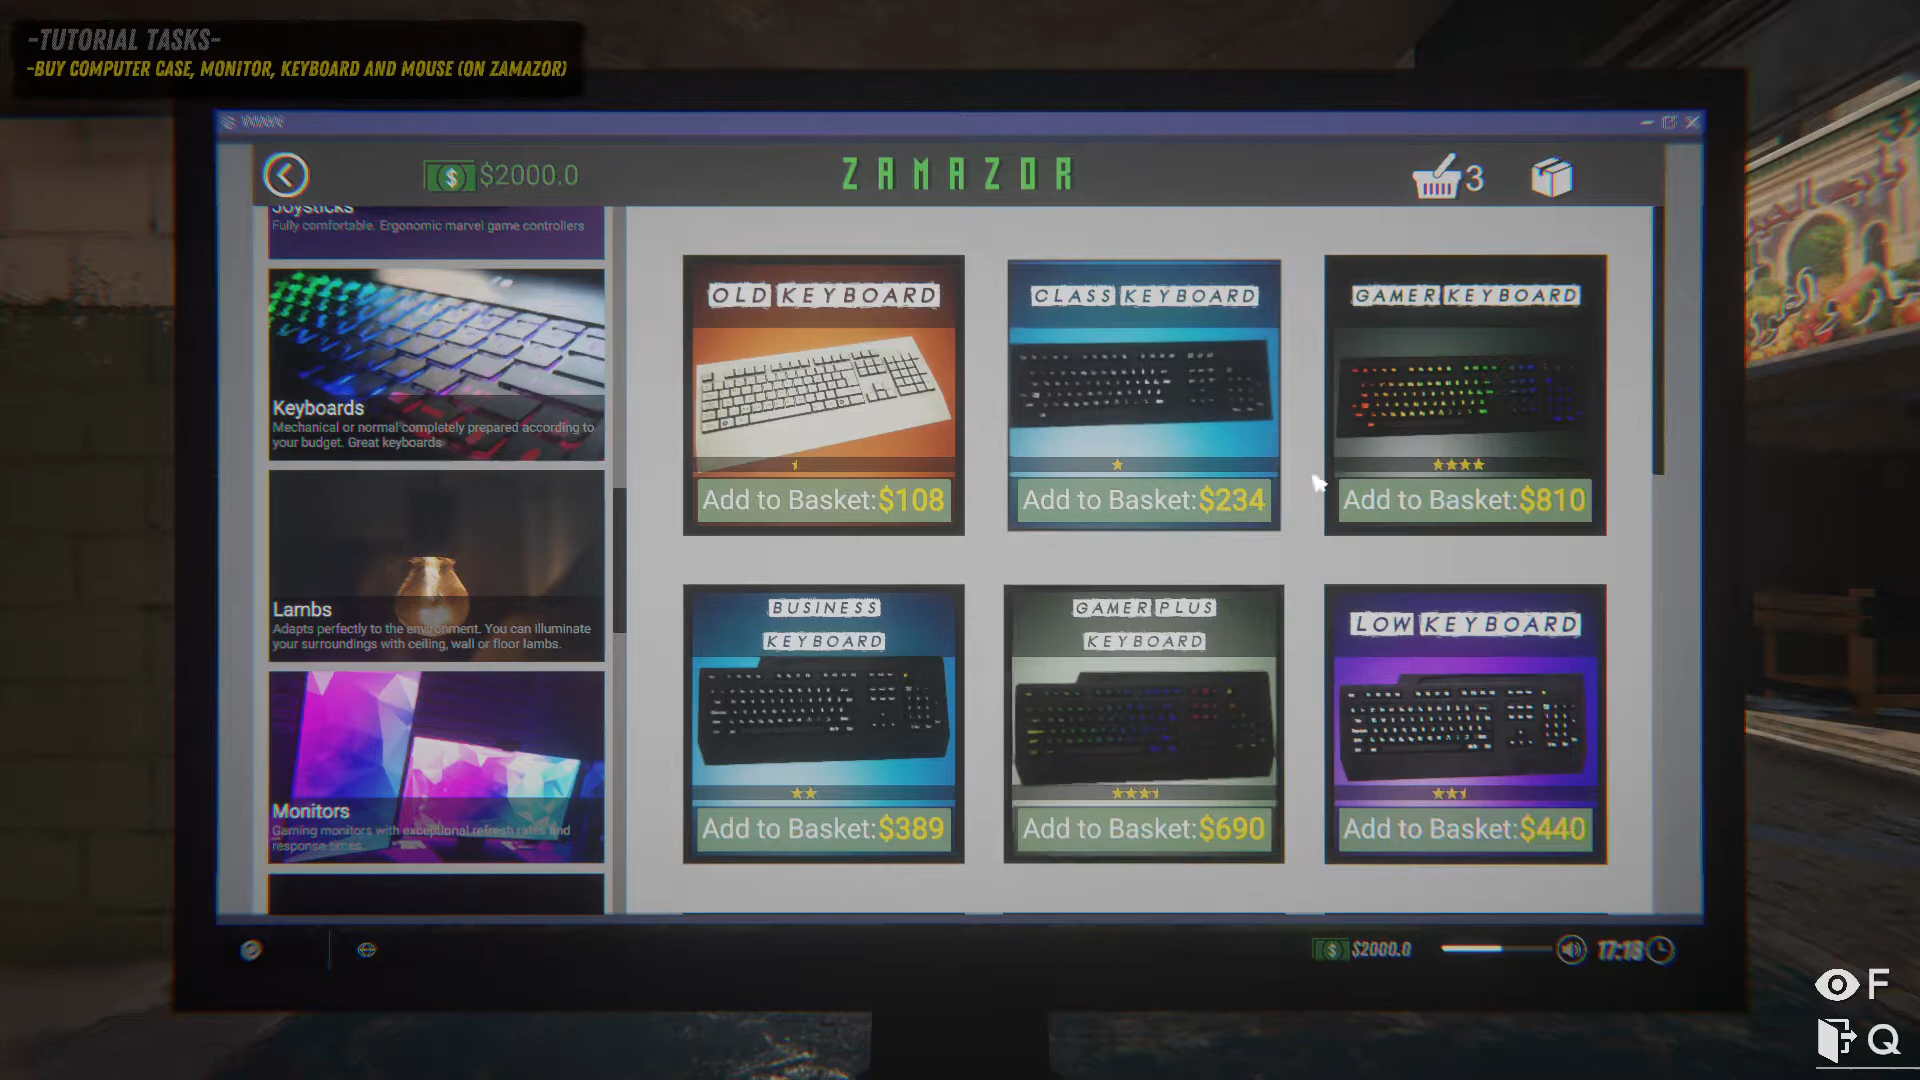 -TUTORIAL TASKS-
-BUY COMPUTER CASE, MONITOR, KEYBOARD AND MOUSE (ON ZAMAZOR)
$2000.0
ZAMAZOR
3
Joysticks
Fully comfortable. Ergonomic marvel game controllers
Keyboards
Mechanical or normal completely prepared according to
your budget. Great keyboards
Lambs
Adapts perfectly to the environment. You can illuminate
your surroundings with ceiling, wall or floor lambs.
Monitors
Gaming monitors with exceptional refresh rates and
response times.
OLD KEYBOARD
Add to Basket:$108
CLASS KEYBOARD
Add to Basket:$234
GAMER KEYBOARD
Add to Basket:$810
BUSINESS
KEYBOARD
Add to Basket:$389
GAMER PLUS
KEYBOARD
Add to Basket:$690
LOW KEYBOARD
Add to Basket:$440
$2000.0
17:18
F
Q